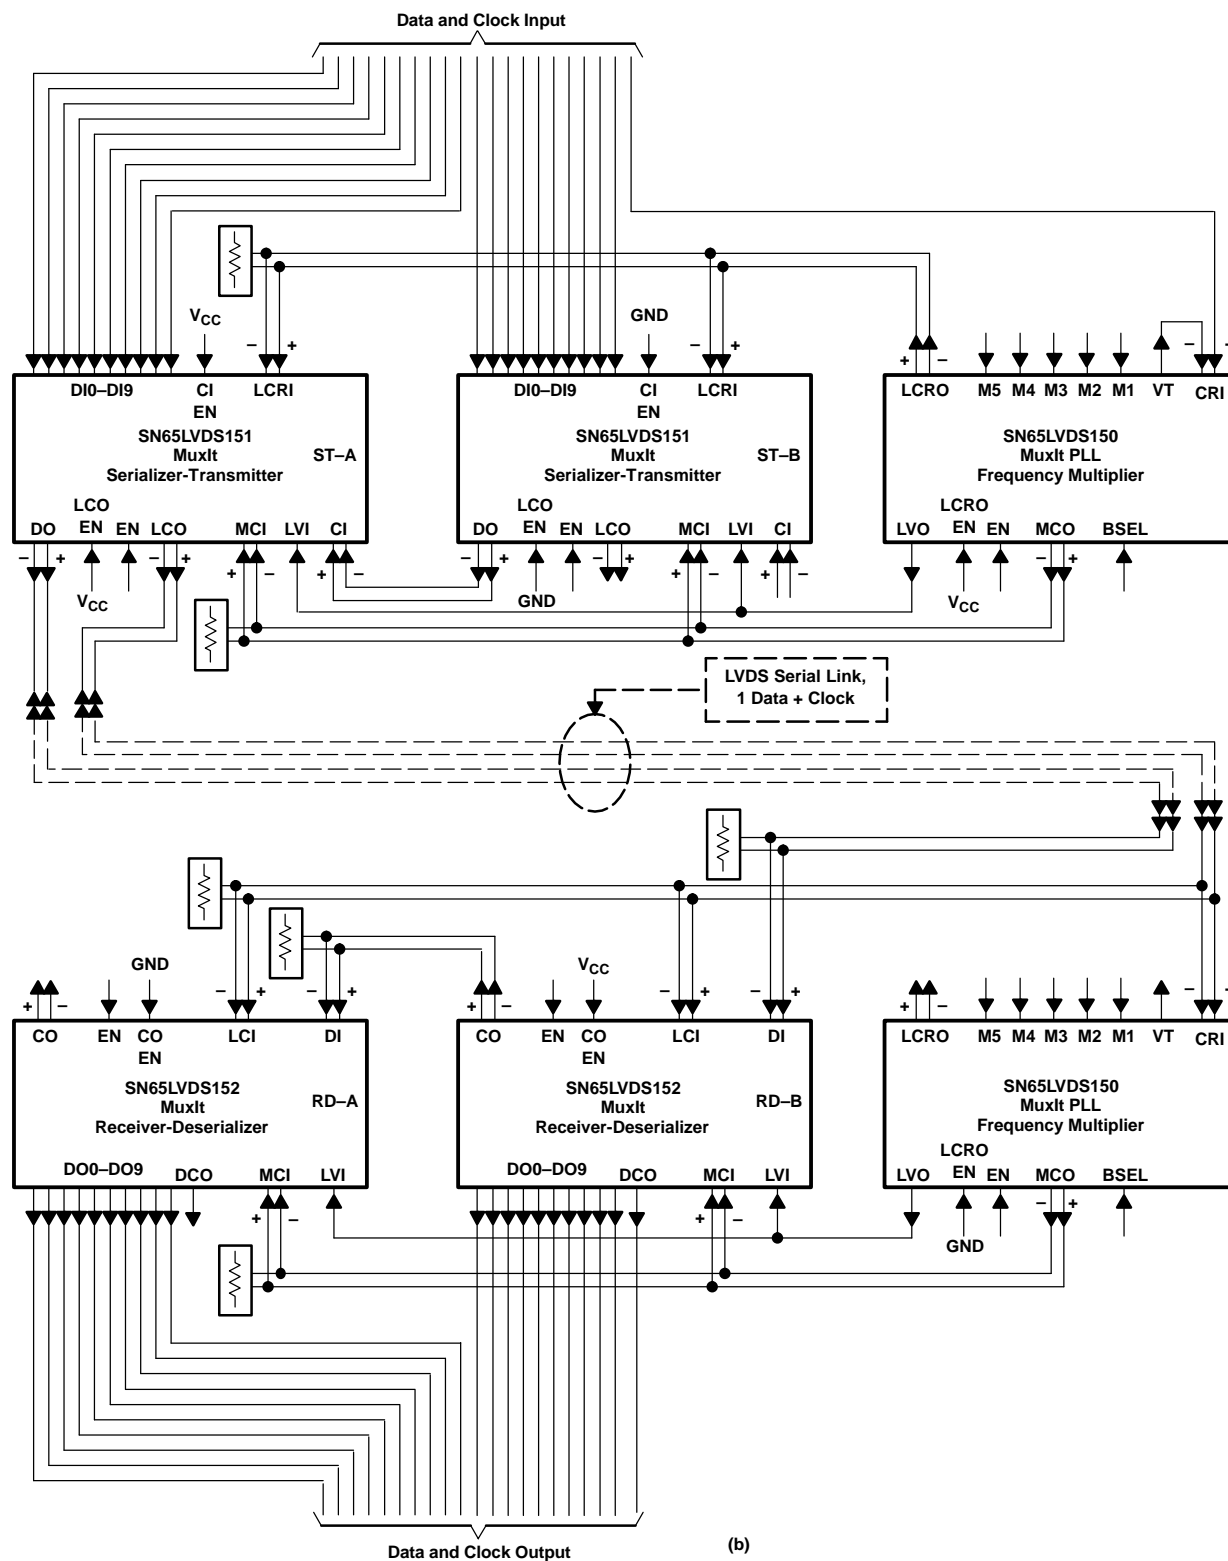 Data and Clock Input
VCC
GND
– +
– +
+ –
– –
DI0–DI9 CI LCRI
EN
DI0–DI9 CI LCRI
EN
LCRO M5 M4 M3 M2 M1 VT CRI
SN65LVDS151
MuxIt
Serializer-Transmitter
ST–A
SN65LVDS151
MuxIt
Serializer-Transmitter
ST–B
SN65LVDS150
MuxIt PLL
Frequency Multiplier
DO LCO EN EN LCO MCI LVI CI
DO LCO EN EN LCO MCI LVI CI
LVO LCRO EN EN MCO BSEL
– + – + + – + –
– + – + + – + –
– +
VCC
GND
VCC
LVDS Serial Link,
1 Data + Clock
GND
VCC
+ – – + – +
+ – – + – +
+ – – –
CO EN CO EN LCI DI
CO EN CO EN LCI DI
LCRO M5 M4 M3 M2 M1 VT CRI
SN65LVDS152
MuxIt
Receiver-Deserializer
RD–A
SN65LVDS152
MuxIt
Receiver-Deserializer
RD–B
SN65LVDS150
MuxIt PLL
Frequency Multiplier
DO0–DO9 DCO MCI LVI
DO0–DO9 DCO MCI LVI
LVO LCRO EN EN MCO BSEL
+ –
+ –
– +
GND
Data and Clock Output
(b)